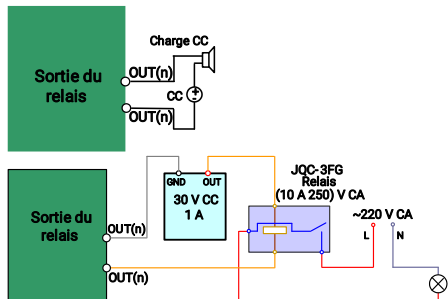 Charge CC
Sortie du
relais
OUT(n)
CC
OUT(n)
GND
OUT
30 V CC
1 A
JQC-3FG
Relais
(10 A 250) V CA
~220 V CA
L
N
Sortie du
relais
OUT(n)
OUT(n)